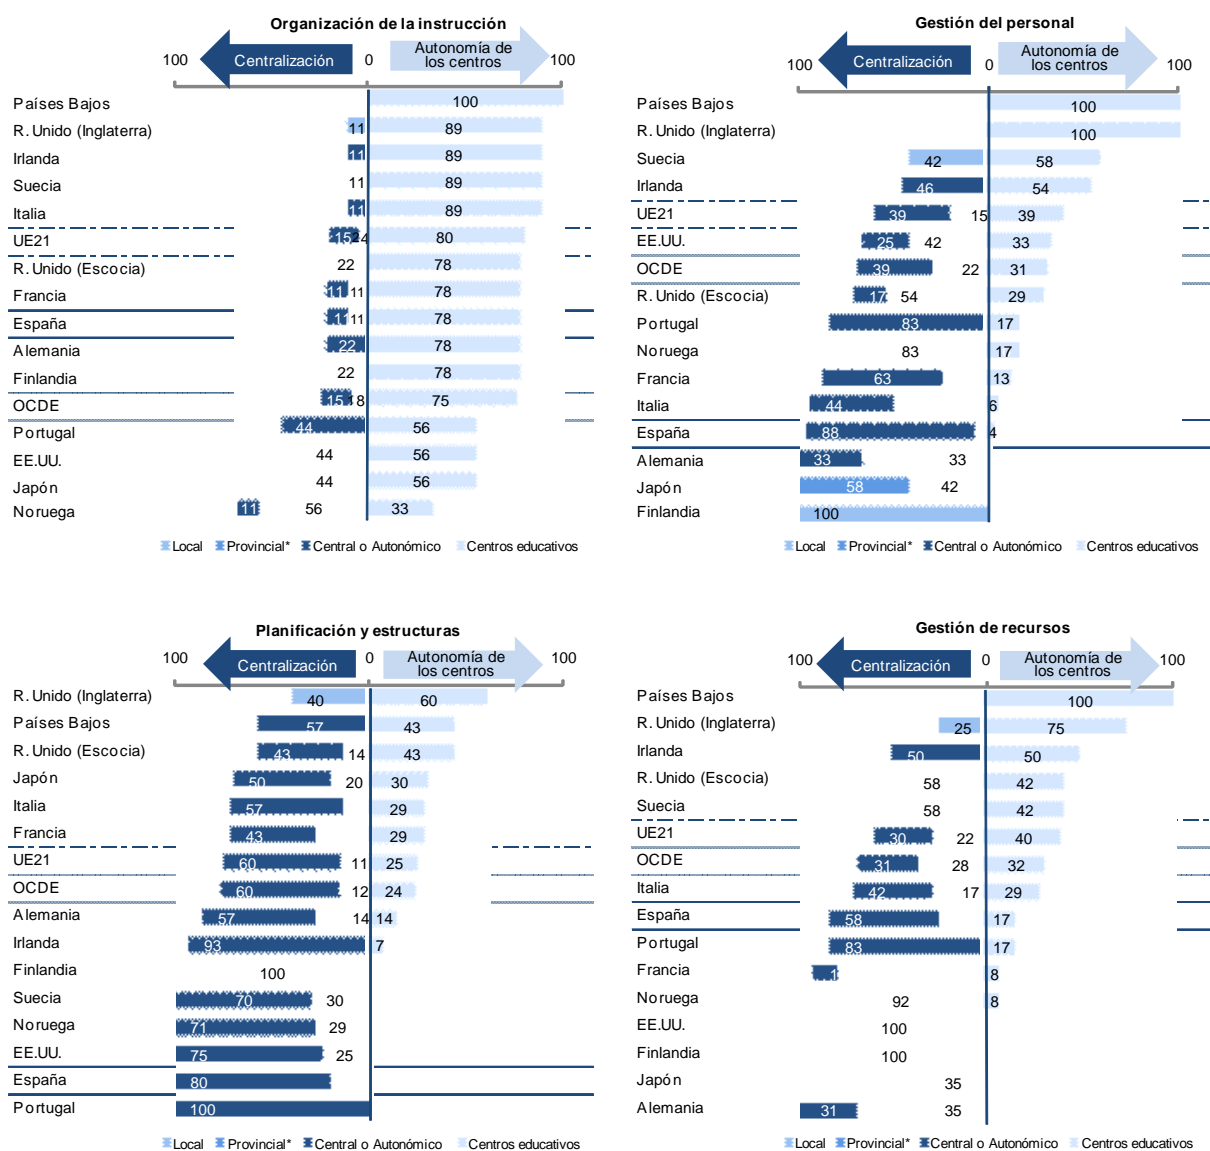 Organización de la instrucción
100 Centralización 0 Autonomía de los centros 100
Países Bajos 100
R. Unido (Inglaterra) 11 89
Irlanda 11 89
Suecia 11 89
Italia 11 89
UE21 15 2 4 80
R. Unido (Escocia) 22 78
Francia 11 11 78
España 11 11 78
Alemania 22 78
Finlandia 22 78
OCDE 15 1 8 75
Portugal 44 56
EE.UU. 44 56
Japón 44 56
Noruega 11 56 33
Local Provincial* Central o Autonómico Centros educativos
Gestión del personal
100 Centralización 0 Autonomía de los centros 100
Países Bajos 100
R. Unido (Inglaterra) 100
Suecia 42 58
Irlanda 46 54
UE21 39 15 39
EE.UU. 25 42 33
OCDE 39 22 31
R. Unido (Escocia) 17 54 29
Portugal 83 17
Noruega 83 17
Francia 63 13
Italia 44 6
España 88 4
Alemania 33 33
Japón 58 42
Finlandia 100
Local Provincial* Central o Autonómico Centros educativos
Planificación y estructuras
100 Centralización 0 Autonomía de los centros 100
R. Unido (Inglaterra) 40 60
Países Bajos 57 43
R. Unido (Escocia) 43 14 43
Japón 50 20 30
Italia 57 29
Francia 43 29
UE21 60 11 25
OCDE 60 12 24
Alemania 57 14 14
Irlanda 93 7
Finlandia 100
Suecia 70 30
Noruega 71 29
EE.UU. 75 25
España 80
Portugal 100
Local Provincial* Central o Autonómico Centros educativos
Gestión de recursos
100 Centralización 0 Autonomía de los centros 100
Países Bajos 100
R. Unido (Inglaterra) 25 75
Irlanda 50 50
R. Unido (Escocia) 58 42
Suecia 58 42
UE21 30 22 40
OCDE 31 28 32
Italia 42 17 29
España 58 17
Portugal 83 17
Francia 8
Noruega 92 8
EE.UU. 100
Finlandia 100
Japón 35
Alemania 31 35
Local Provincial* Central o Autonómico Centros educativos